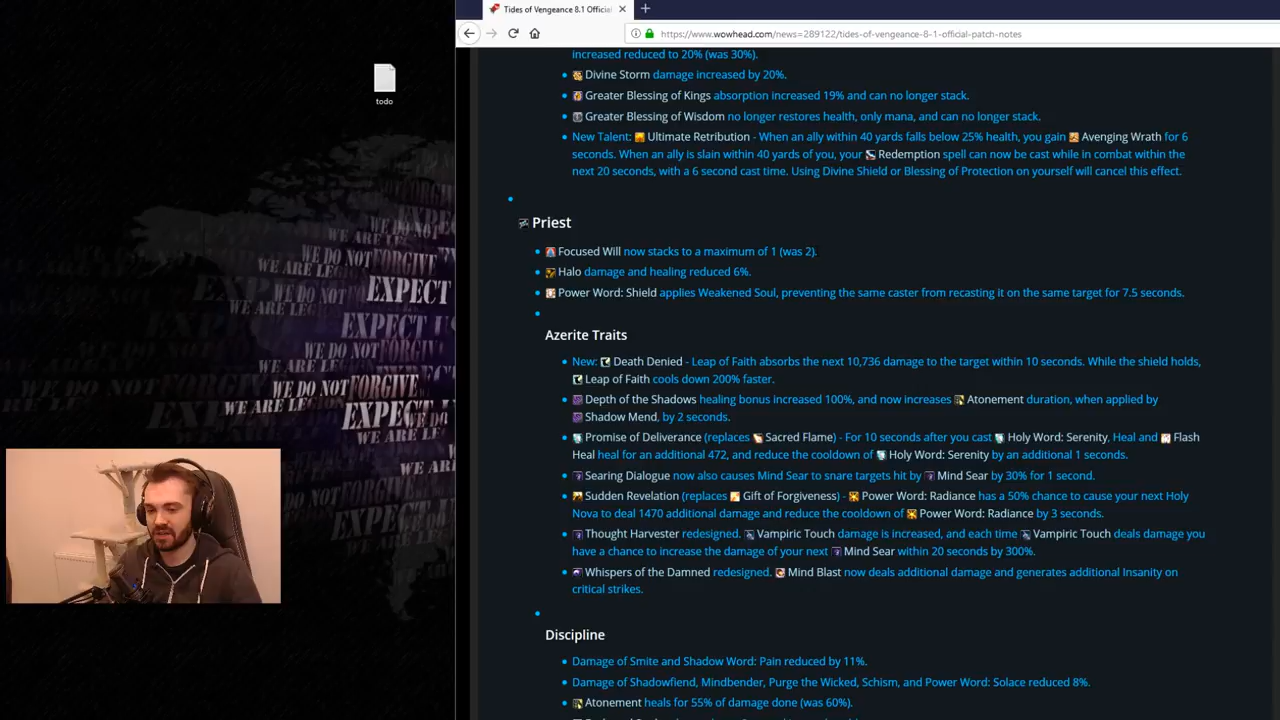 Tides of Vengeance 8.1 Official
https://www.wowhead.com/news=289122/tides-of-vengeance-8-1-official-patch-notes
todo
increased reduced to 20% (was 30%).
Divine Storm damage increased by 20%.
Greater Blessing of Kings absorption increased 19% and can no longer stack.
Greater Blessing of Wisdom no longer restores health, only mana, and can no longer stack.
New Talent: Ultimate Retribution - When an ally within 40 yards falls below 25% health, you gain Avenging Wrath for 6
seconds. When an ally is slain within 40 yards of you, your Redemption spell can now be cast while in combat within the
next 20 seconds, with a 6 second cast time. Using Divine Shield or Blessing of Protection on yourself will cancel this effect.
Priest
Focused Will now stacks to a maximum of 1 (was 2).
Halo damage and healing reduced 6%.
Power Word: Shield applies Weakened Soul, preventing the same caster from recasting it on the same target for 7.5 seconds.
Azerite Traits
New: Death Denied - Leap of Faith absorbs the next 10,736 damage to the target within 10 seconds. While the shield holds,
Leap of Faith cools down 200% faster.
Depth of the Shadows healing bonus increased 100%, and now increases Atonement duration, when applied by
Shadow Mend, by 2 seconds.
Promise of Deliverance (replaces Sacred Flame) - For 10 seconds after you cast Holy Word: Serenity, Heal and Flash
Heal heal for an additional 472, and reduce the cooldown of Holy Word: Serenity by an additional 1 seconds.
Searing Dialogue now also causes Mind Sear to snare targets hit by Mind Sear by 30% for 1 second.
Sudden Revelation (replaces Gift of Forgiveness) - Power Word: Radiance has a 50% chance to cause your next Holy
Nova to deal 1470 additional damage and reduce the cooldown of Power Word: Radiance by 3 seconds.
Thought Harvester redesigned. Vampiric Touch damage is increased, and each time Vampiric Touch deals damage you
have a chance to increase the damage of your next Mind Sear within 20 seconds by 300%.
Whispers of the Damned redesigned. Mind Blast now deals additional damage and generates additional Insanity on
critical strikes.
Discipline
Damage of Smite and Shadow Word: Pain reduced by 11%.
Damage of Shadowfiend, Mindbender, Purge the Wicked, Schism, and Power Word: Solace reduced 8%.
Atonement heals for 55% of damage done (was 60%).
WE DO NOT FORGIVE
EXPECT US
WE ARE LEGION